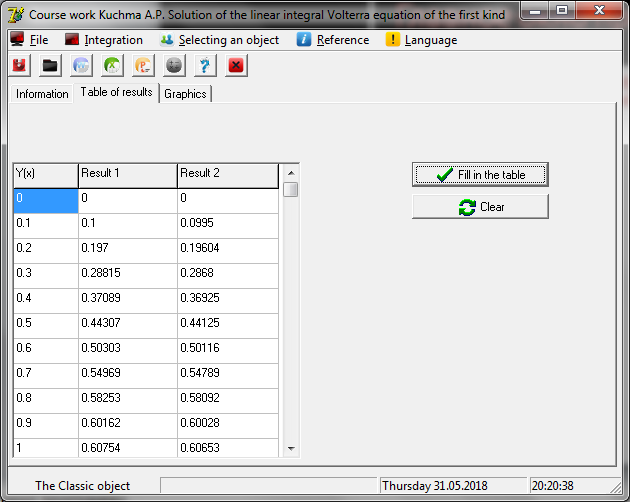 Course work Kuchma A.P. Solution of the linear integral Volterra equation of the first kind
File Integration Selecting an object Reference Language
Information Table of results Graphics
Y(x) Result 1 Result 2
0 0 0
0.1 0.1 0.0995
0.2 0.197 0.19604
0.3 0.28815 0.2868
0.4 0.37089 0.36925
0.5 0.44307 0.44125
0.6 0.50303 0.50116
0.7 0.54969 0.54789
0.8 0.58253 0.58092
0.9 0.60162 0.60028
1 0.60754 0.60653
Fill in the table
Clear
The Classic object Thursday 31.05.2018 20:20:38